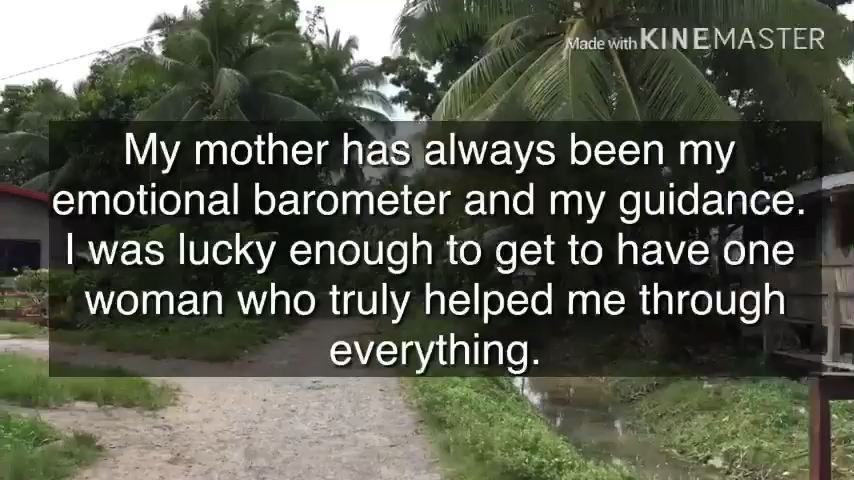 Made with KINEMASTER
My mother has always been my
emotional barometer and my guidance.
I was lucky enough to get to have one
woman who truly helped me through
everything.